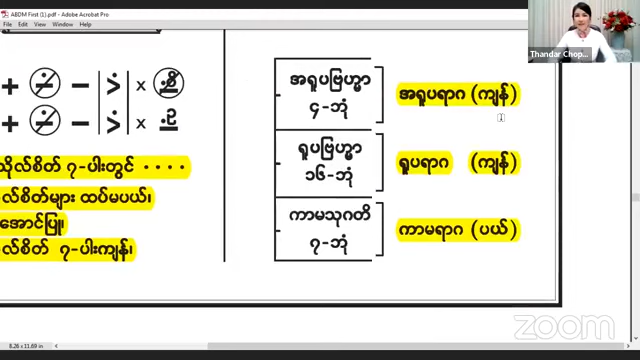 ABDM First (1).pdf - Adobe Acrobat Pro
File Edit View Window Help
သိုလ်စိတ် ၇-ပါးတွင် ····
လ်စိတ်များ ထပ်မပယ်၊
အောင်ပြု၊
လ်စိတ် ၇-ပါးကျန်၊
အရူပဗြဟ္မာ
၄-ဘုံ
အရူပရာဂ (ကျန်)
ရူပဗြဟ္မာ
၁၆-ဘုံ
ရူပရာဂ (ကျန်)
ကာမသုဂတိ
၇-ဘုံ
ကာမရာဂ (ပယ်)
Thandar Chop...
8.26 x 11.69 in
zoom